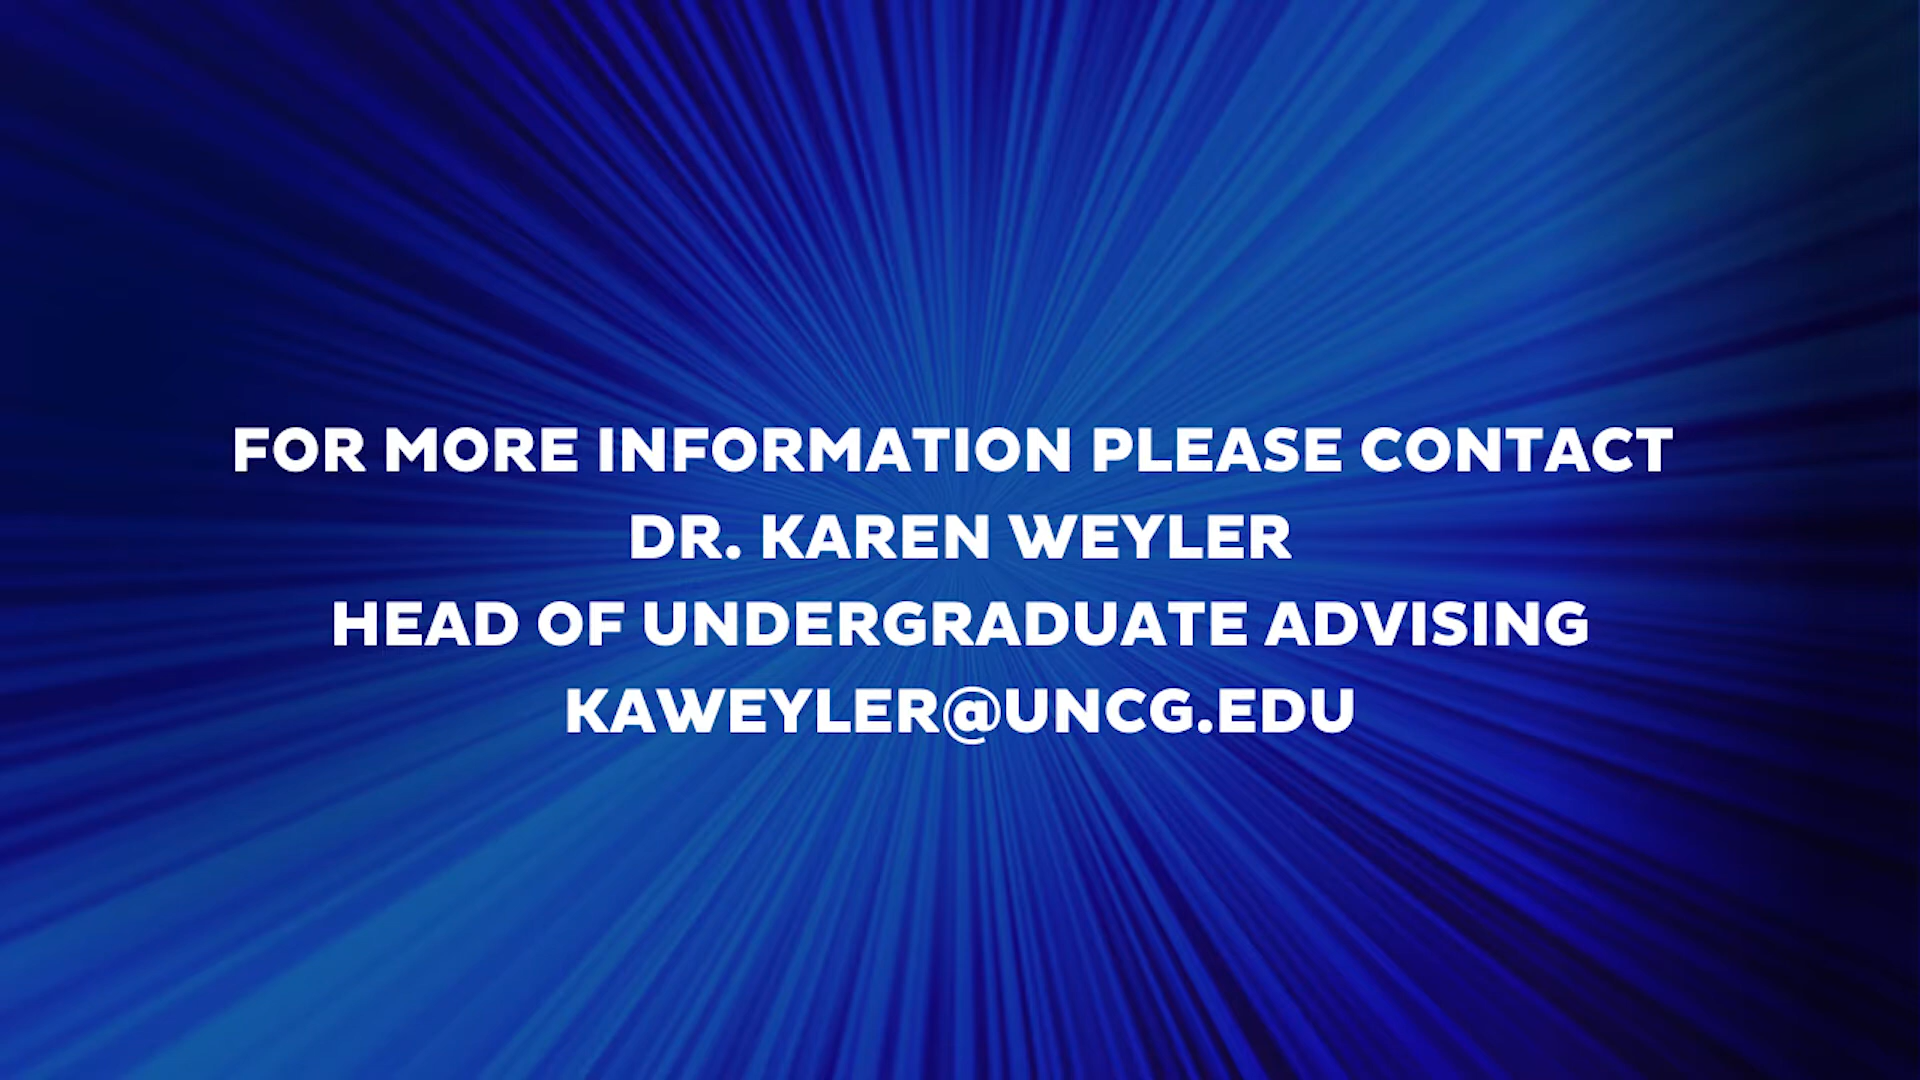 FOR MORE INFORMATION PLEASE CONTACT
DR. KAREN WEYLER
HEAD OF UNDERGRADUATE ADVISING
KAWEYLER@UNCG.EDU